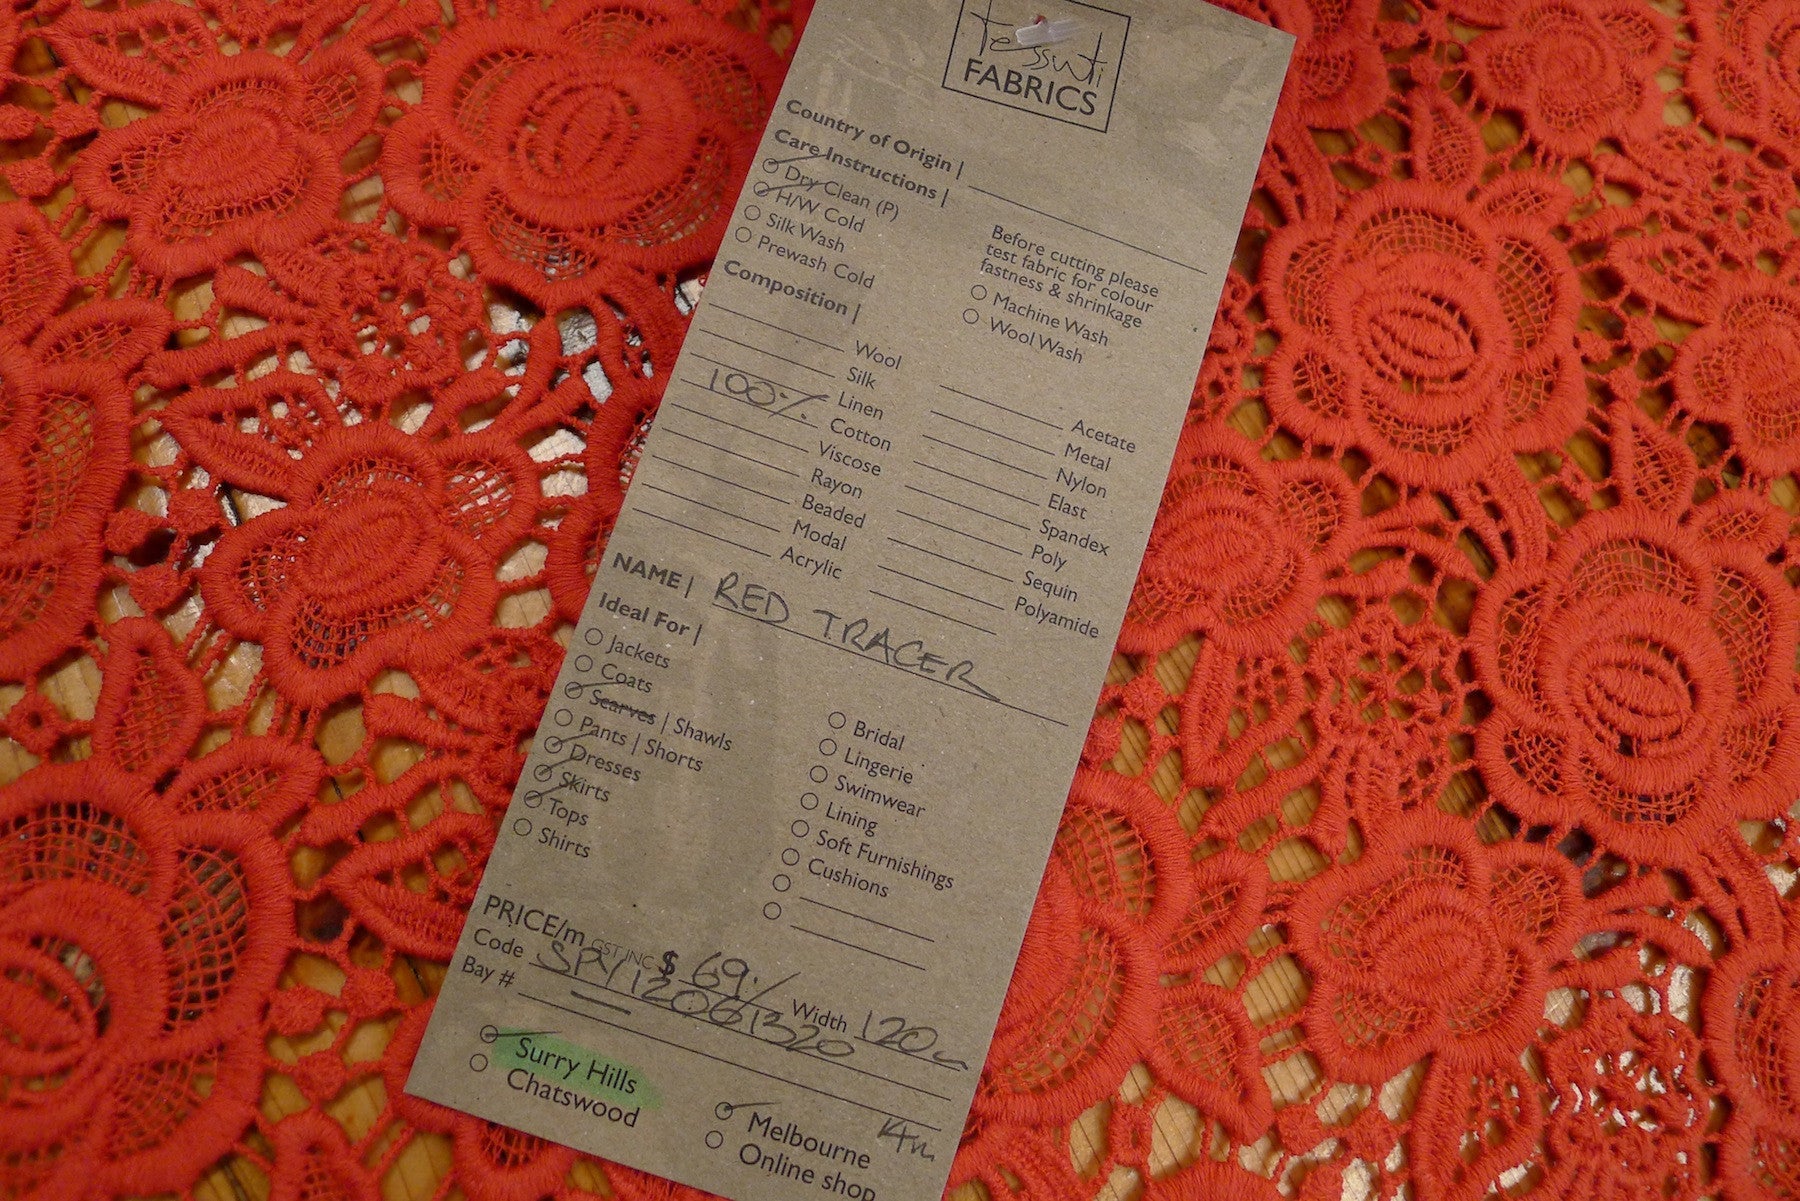 Tessuti
FABRICS
Country of Origin |
Care Instructions |
Dry Clean (P)
H/W Cold
Silk Wash
Prewash Cold
Before cutting please
test fabric for colour
fastness & shrinkage
Machine Wash
Wool Wash
Composition |
Wool
Silk
Linen
100% Cotton
Viscose
Rayon
Beaded
Modal
Acrylic
Acetate
Metal
Nylon
Elast
Spandex
Poly
Sequin
Polyamide
NAME | RED TRACER
Ideal For |
Jackets
Coats
Scarves | Shawls
Pants | Shorts
Dresses
Skirts
Tops
Shirts
Bridal
Lingerie
Swimwear
Lining
Soft Furnishings
Cushions
PRICE/m GST INC $ 69 Width 120
Code
Bay #
Surry Hills
Chatswood
14m
Melbourne
Online shop